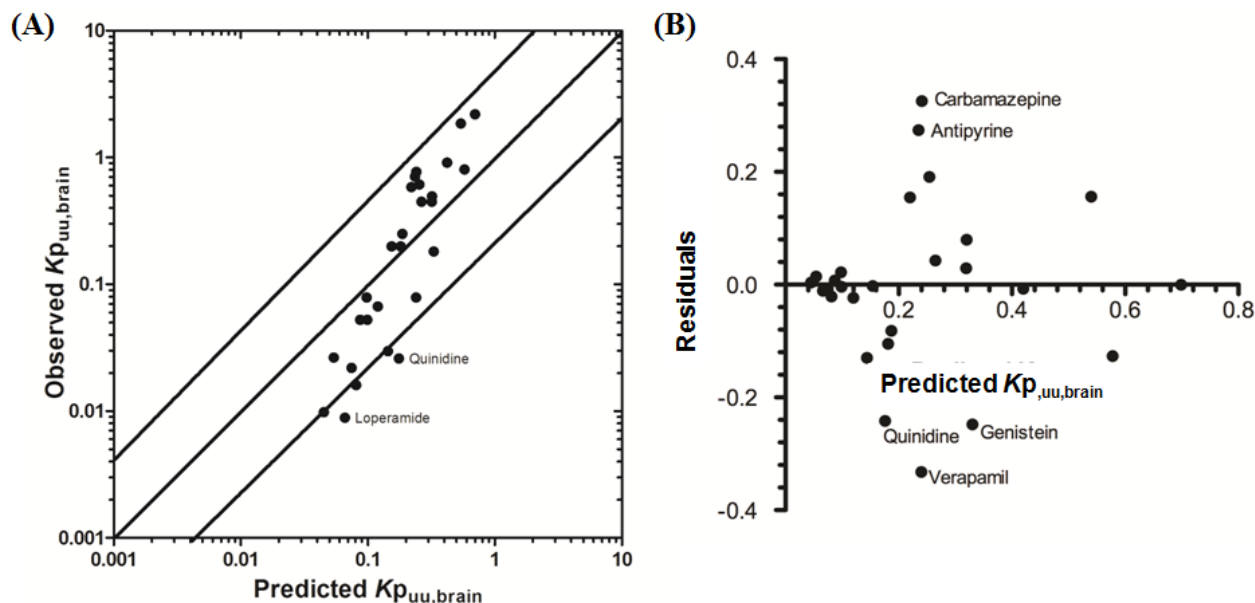 (A)
10
1
0.1
0.01
0.001
Observed Kpuu,brain
Quinidine
Loperamide
0.001
0.01
0.1
1
10
Predicted Kpuu,brain
(B)
0.4
0.2
0.0
-0.2
-0.4
Residuals
Carbamazepine
Antipyrine
0.2
0.4
0.6
0.8
Predicted Kp,uu,brain
Quinidine
Genistein
Verapamil